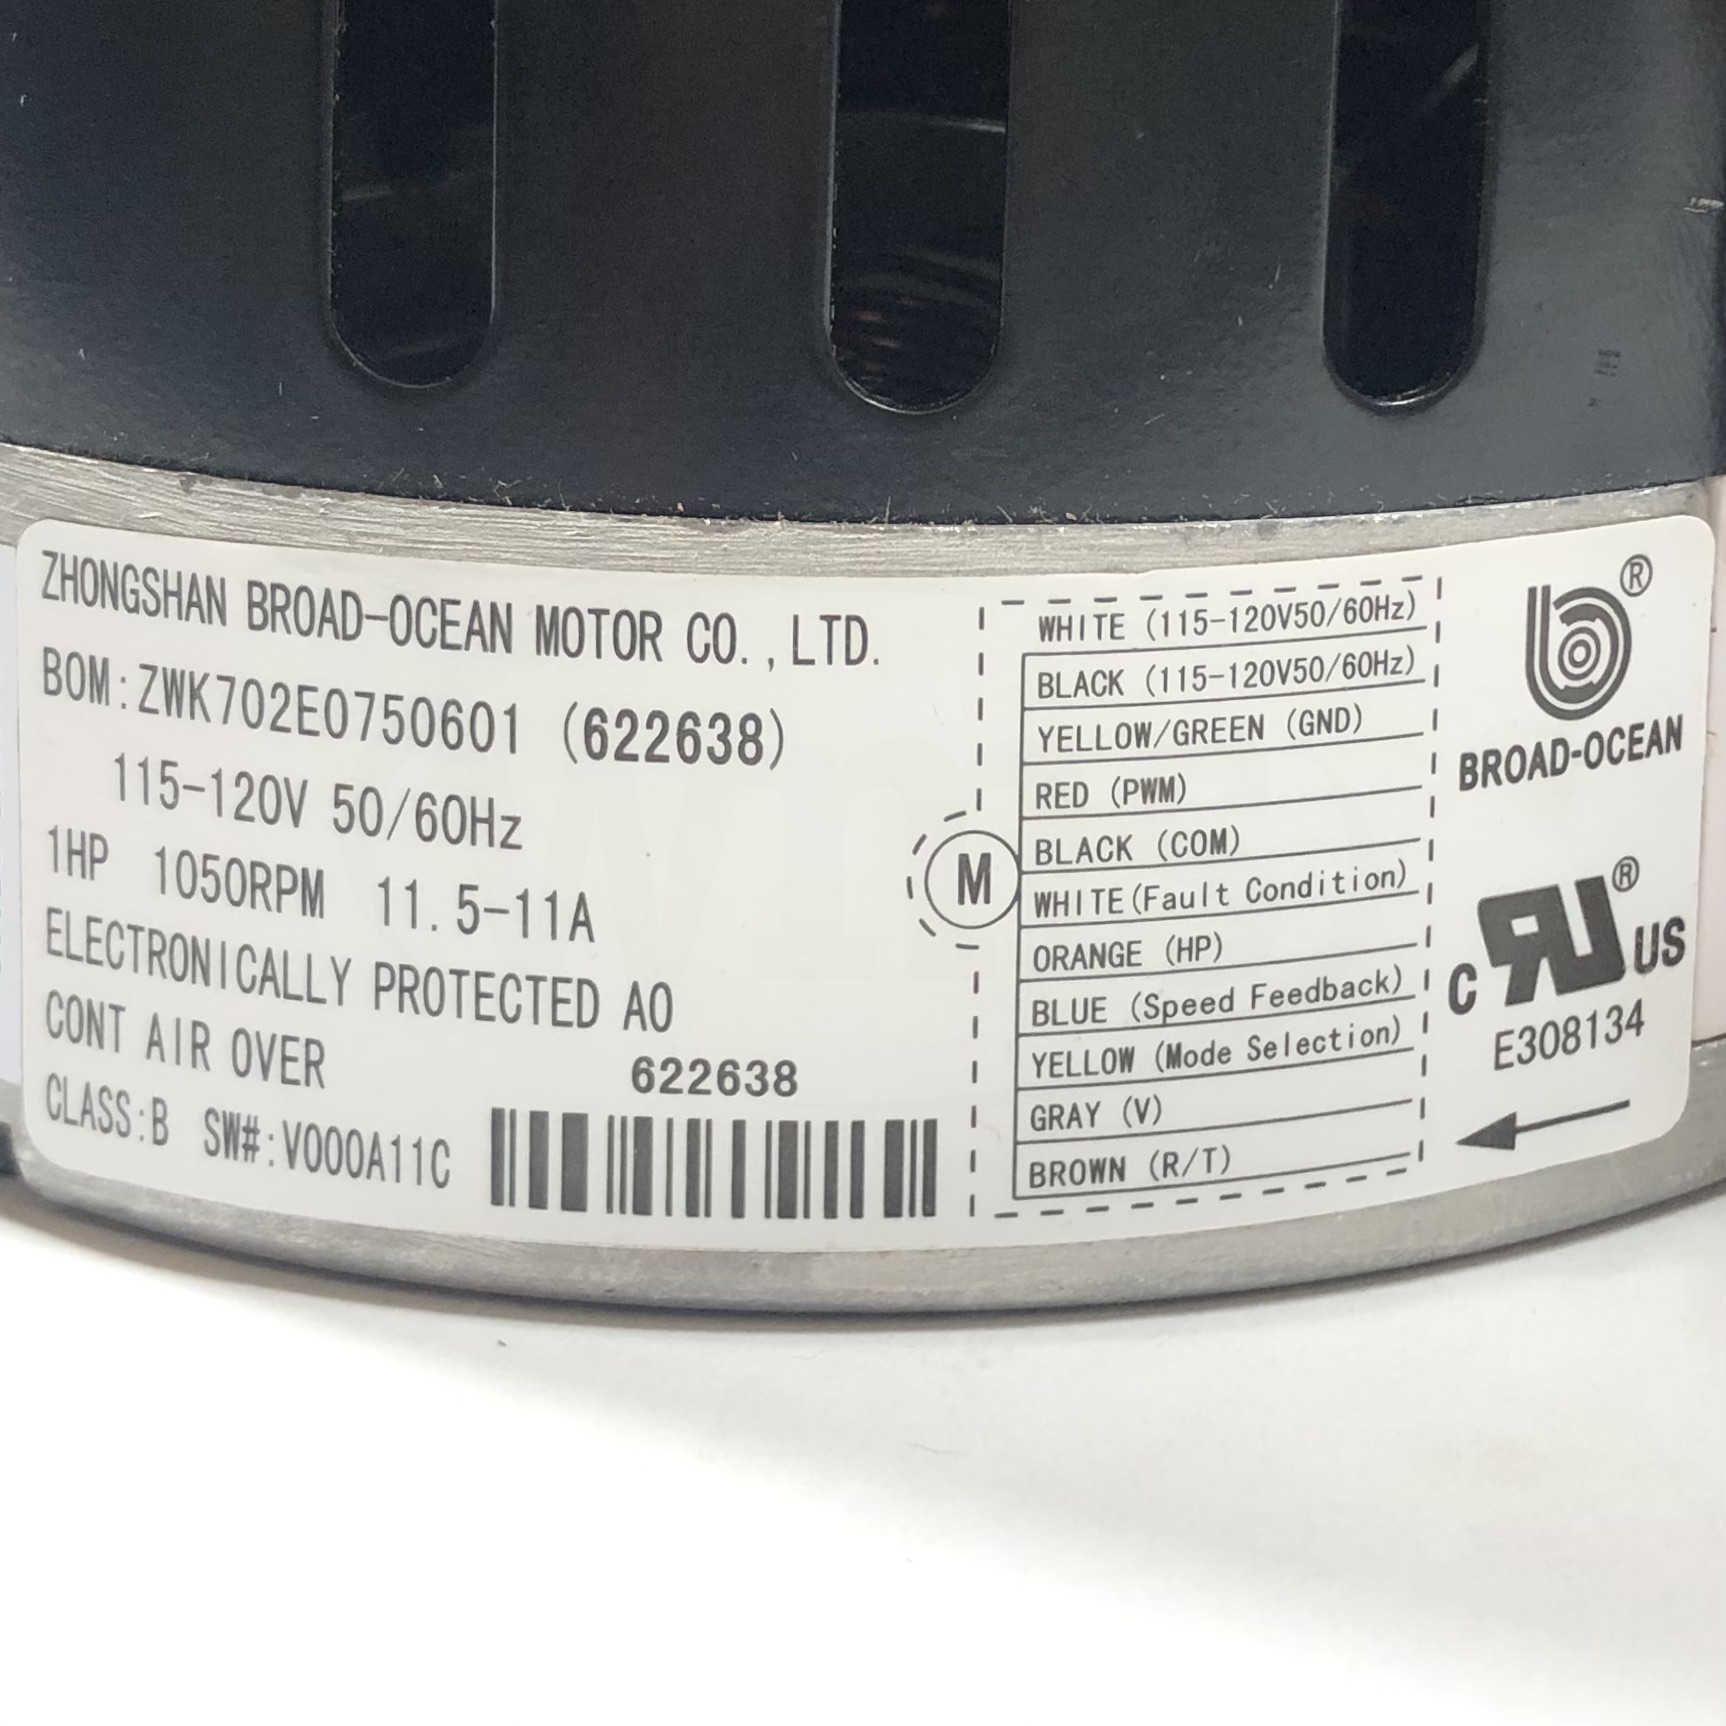 ZHONGSHAN BROAD-OCEAN MOTOR CO.,LTD.
BOM:ZWK702E0750601 (622638)
115-120V 50/60Hz
1HP 1050RPM 11.5-11A
ELECTRONICALLY PROTECTED AO
CONT AIR OVER
622638
CLASS:B SW#:V000A11C
M
WHITE (115-120V50/60Hz)
BLACK (115-120V50/60Hz)
YELLOW/GREEN (GND)
RED (PWM)
BLACK (COM)
WHITE(Fault Condition)
ORANGE (HP)
BLUE (Speed Feedback)
YELLOW (Mode Selection)
GRAY (V)
BROWN (R/T)
b®
BROAD-OCEAN
c RU® US
E308134